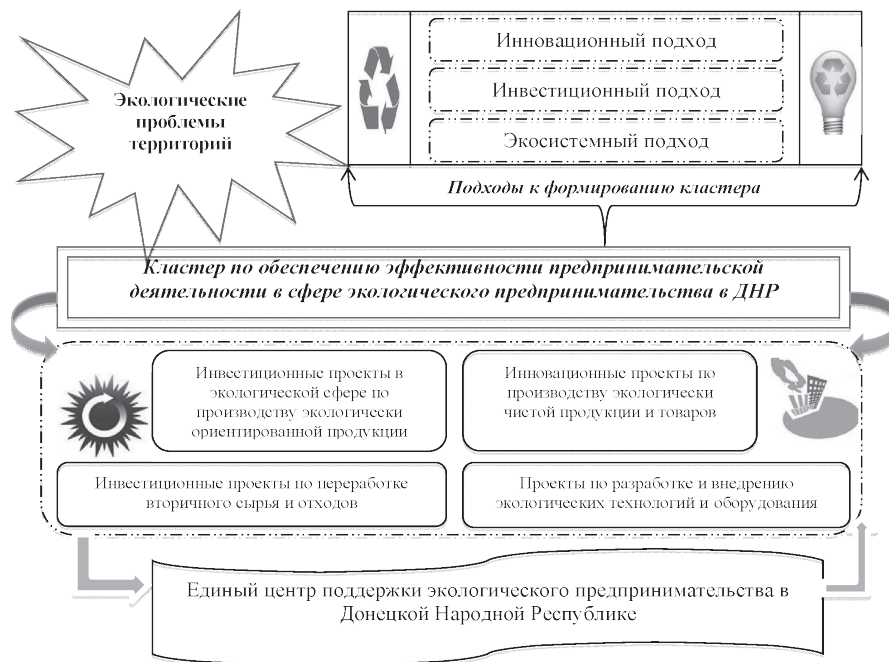 Экологические
проблемы
территорий
Инновационный подход
Инвестиционный подход
Экосистемный подход
Подходы к формированию кластера
Кластер по обеспечению эффективности предпринимательской
деятельности в сфере экологического предпринимательства в ДНР
Инвестиционные проекты в
экологической сфере по
производству экологически
ориентированной продукции
Инновационные проекты по
производству экологически
чистой продукции и товаров
Инвестиционные проекты по переработке
вторичного сырья и отходов
Проекты по разработке и внедрению
экологических технологий и оборудования
Единый центр поддержки экологического предпринимательства в
Донецкой Народной Республике